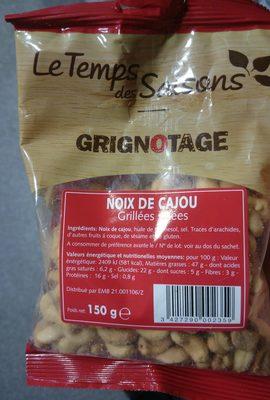 Le Temps
des Saisons
GRIGNOTAGE
NOIX DE CAJOU
Grillées salées
Ingrédients: Noix de cajou, huile de tournesol, sel. Traces d'arachides,
d'autres fruits à coque, de sésame et de gluten.
A consommer de préférence avant le / N° de lot: voir au dos du sachet.
Valeurs énergétique et nutritionnelles moyennes: pour 100 g : Valeur
énergétique: 2409 kJ (581 kcal), Matières grasses : 47 g - dont acides
gras saturés : 6,2 g - Glucides : 22 g - dont sucres : 5 g - Fibres : 3 g -
Protéines : 16 g - Sel : 0,9 g
Distribué par EMB 21.001106/Z
Poids net: 150 g e
3 427290 002359